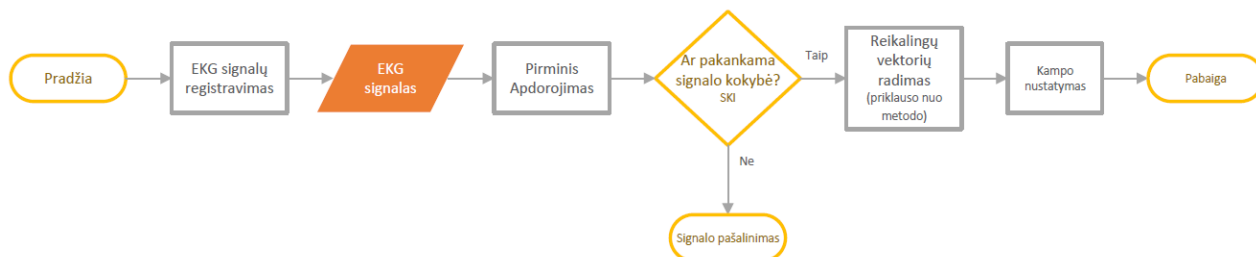 Pradžia
EKG signalų
registravimas
EKG
signalas
Pirminis
Apdorojimas
Ar pakankama
signalo kokybė?
SKI
Taip
Ne
Signalo pašalinimas
Reikalingų
vektorių
radimas
(priklauso nuo
metodo)
Kampo
nustatymas
Pabaiga